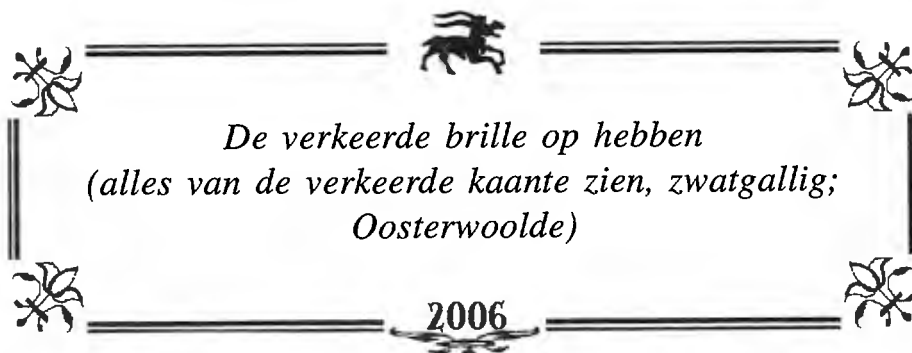 De verkeerde brille op hebben
(alles van de verkeerde kaante zien, zwatgallig;
Oosterwoolde)
2006